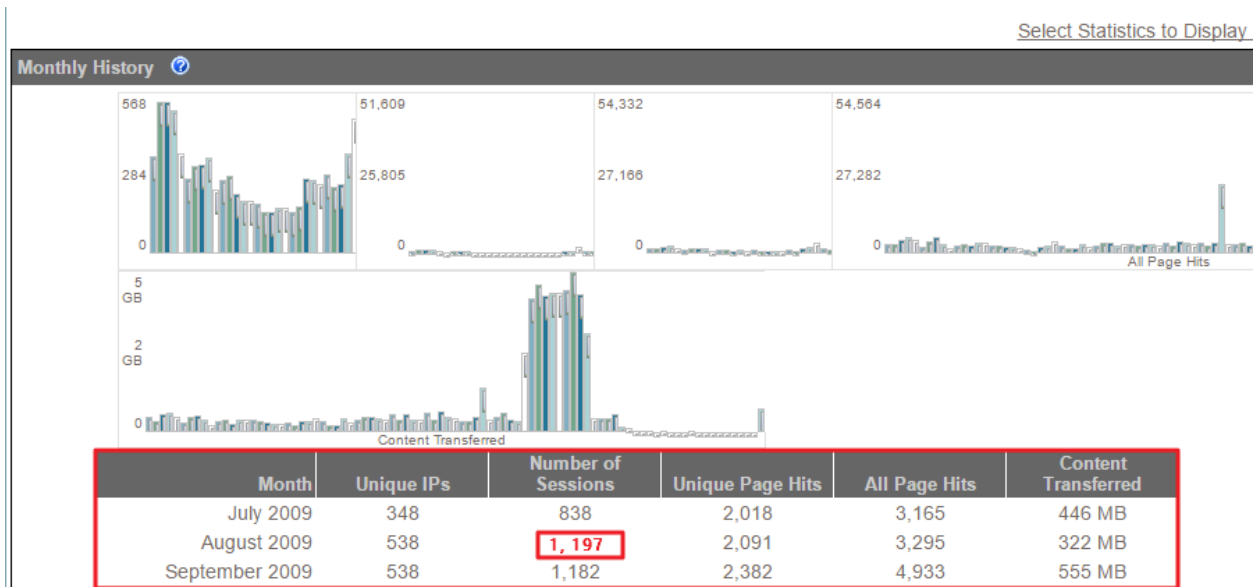 Select Statistics to Display
Monthly History ?
568 51,609 54,332 54,564
284 25,805 27,166 27,282
0 0 0 0
All Page Hits
5
GB
2
GB
0
Content Transferred
Month Unique IPs Number of Sessions Unique Page Hits All Page Hits Content Transferred
July 2009 348 838 2,018 3,165 446 MB
August 2009 538 1, 197 2,091 3,295 322 MB
September 2009 538 1,182 2,382 4,933 555 MB